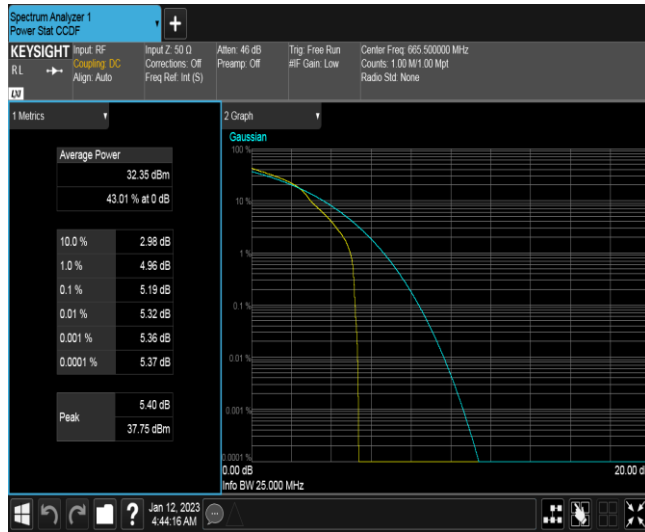 Spectrum Analyzer 1
Power Stat CCDF
+
KEYSIGHT
R L
LXI
Input: RF
Coupling: DC
Align: Auto
Input Z: 50 Ω
Corrections: Off
Freq Ref: Int (S)
Atten: 46 dB
Preamp: Off
Trig: Free Run
#IF Gain: Low
Center Freq: 665.500000 MHz
Counts: 1.00 M/1.00 Mpt
Radio Std: None
1 Metrics
Average Power
32.35 dBm
43.01 % at 0 dB
10.0 % 2.98 dB
1.0 % 4.96 dB
0.1 % 5.19 dB
0.01 % 5.32 dB
0.001 % 5.36 dB
0.0001 % 5.37 dB
Peak
5.40 dB
37.75 dBm
2 Graph
Gaussian
100 %
10 %
1 %
0.1 %
0.01 %
0.001 %
0.0001 %
0.00 dB
20.00 d
Info BW 25.000 MHz
?
Jan 12, 2023
4:44:16 AM